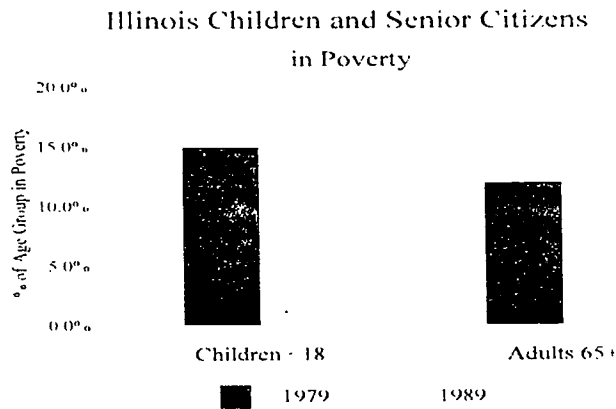 Illinois Children and Senior Citizens
in Poverty
% of Age Group in Poverty
20.0%
15.0%
10.0%
5.0%
0.0%
Children < 18
Adults 65+
1979
1989